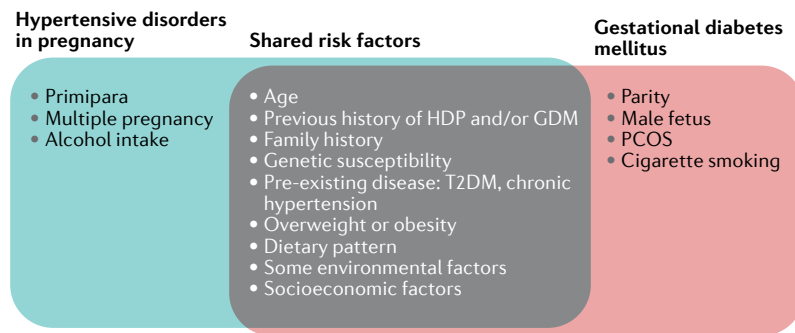 Hypertensive disorders
in pregnancy
• Primipara
• Multiple pregnancy
• Alcohol intake
Shared risk factors
• Age
• Previous history of HDP and/or GDM
• Family history
• Genetic susceptibility
• Pre-existing disease: T2DM, chronic
hypertension
• Overweight or obesity
• Dietary pattern
• Some environmental factors
• Socioeconomic factors
Gestational diabetes
mellitus
• Parity
• Male fetus
• PCOS
• Cigarette smoking